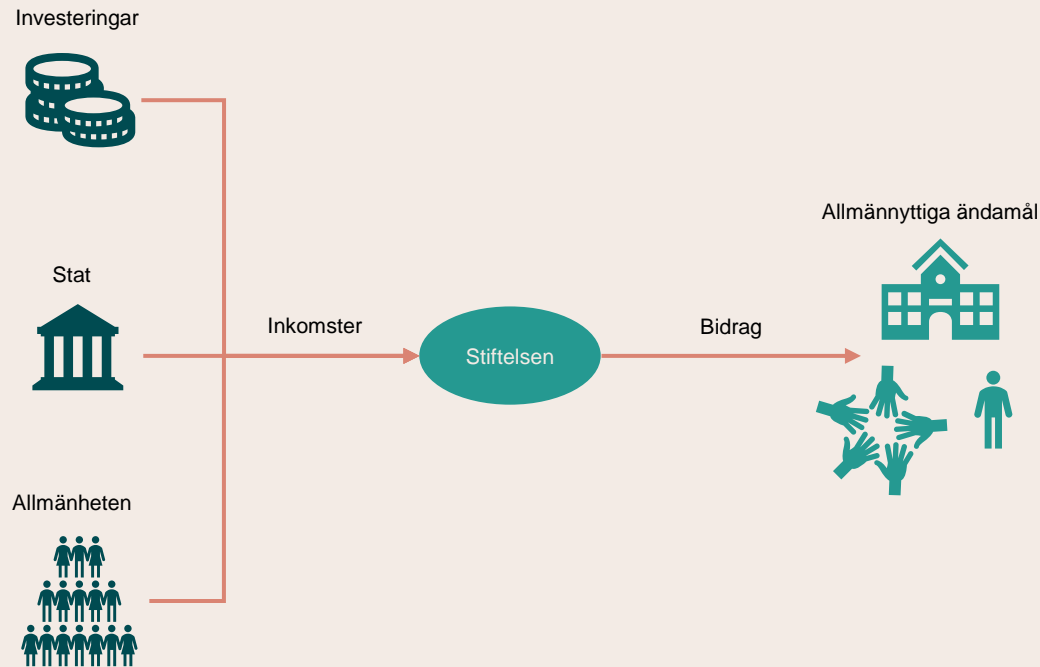 Investeringar
Stat
Allmänheten
Inkomster
Stiftelsen
Bidrag
Allmännyttiga ändamål